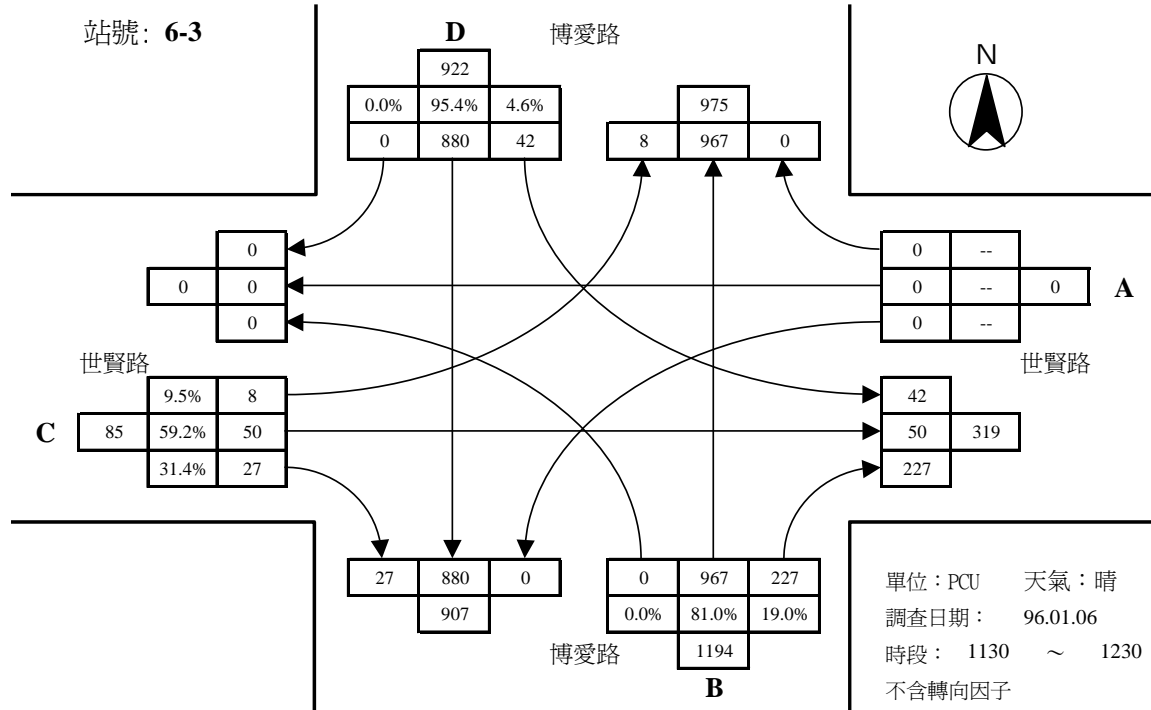 站號: 6-3
D
博愛路
N
922
0.0% 95.4% 4.6%
0 880 42
975
8 967 0
0
0 0
0
0 --
0 -- 0
0 --
A
世賢路
世賢路
9.5% 8
C 85 59.2% 50
31.4% 27
42
50 319
227
27 880 0
907
0 967 227
0.0% 81.0% 19.0%
1194
博愛路
B
單位：PCU 天氣：晴
調查日期： 96.01.06
時段： 1130 ～ 1230
不含轉向因子